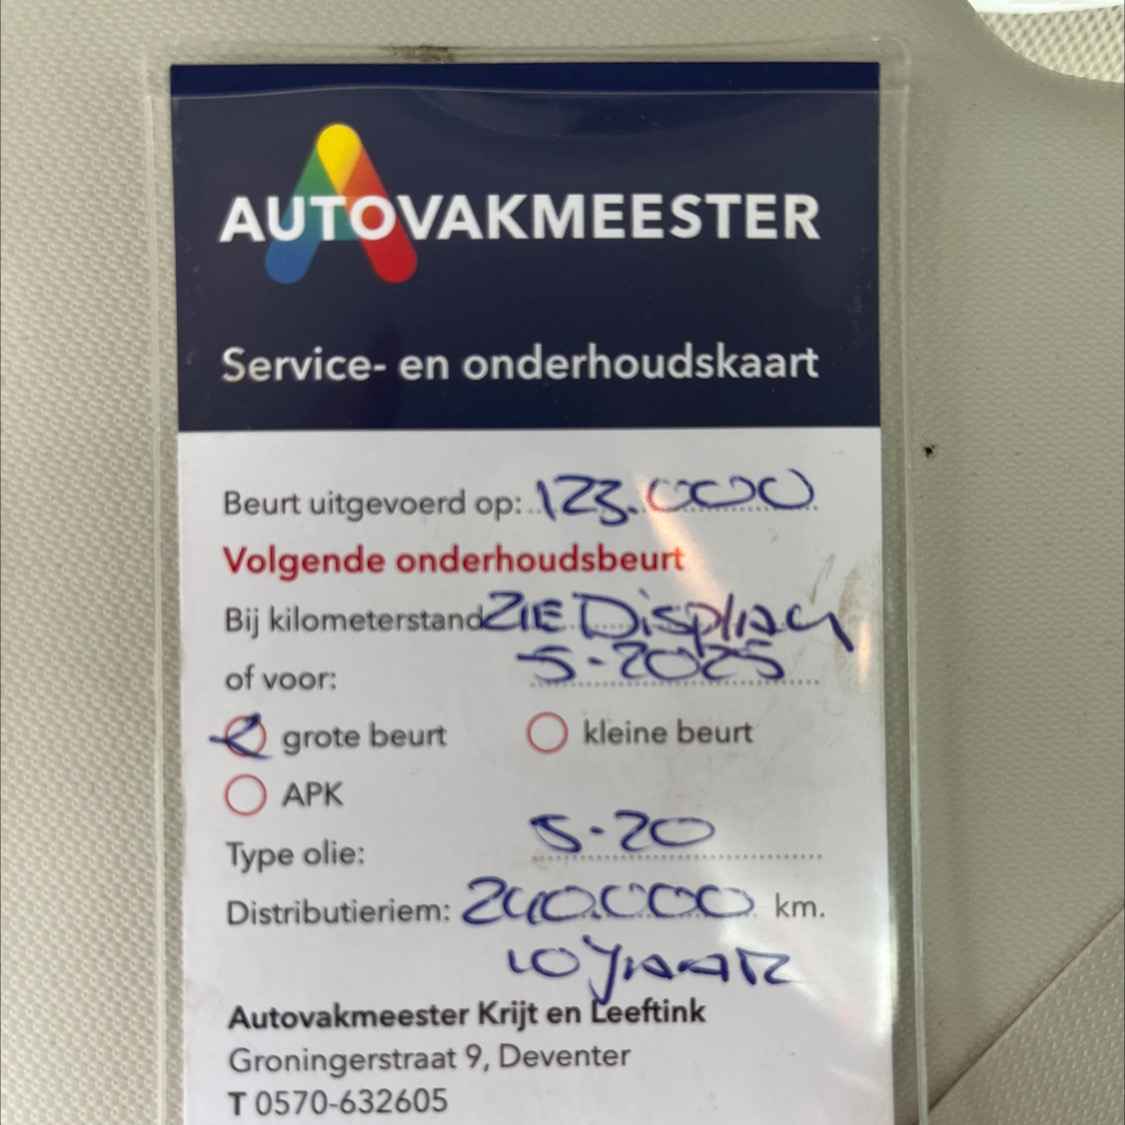 AUTOVAKMEESTER
Service- en onderhoudskaart
Beurt uitgevoerd op: 123.000
Volgende onderhoudsbeurt
Bij kilometerstand ZIE Display
of voor: 5-2025
grote beurt kleine beurt
APK
Type olie: 5-20
Distributieriem: 240.000 km.
10 JAAR
Autovakmeester Krijt en Leeftink
Groningerstraat 9, Deventer
T 0570-632605